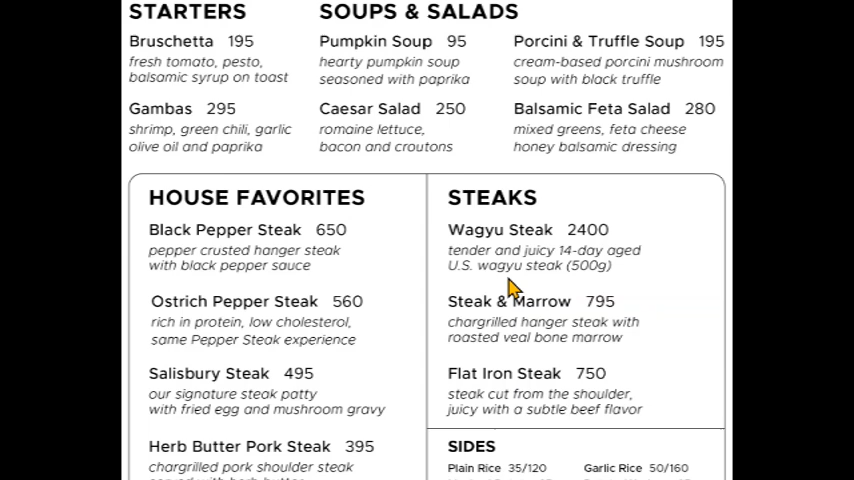 STARTERS
Bruschetta 195
fresh tomato, pesto,
balsamic syrup on toast
Gambas 295
shrimp, green chili, garlic
olive oil and paprika
SOUPS & SALADS
Pumpkin Soup 95
hearty pumpkin soup
seasoned with paprika
Caesar Salad 250
romaine lettuce,
bacon and croutons
Porcini & Truffle Soup 195
cream-based porcini mushroom
soup with black truffle
Balsamic Feta Salad 280
mixed greens, feta cheese
honey balsamic dressing
HOUSE FAVORITES
Black Pepper Steak 650
pepper crusted hanger steak
with black pepper sauce
Ostrich Pepper Steak 560
rich in protein, low cholesterol,
same Pepper Steak experience
Salisbury Steak 495
our signature steak patty
with fried egg and mushroom gravy
Herb Butter Pork Steak 395
chargrilled pork shoulder steak
STEAKS
Wagyu Steak 2400
tender and juicy 14-day aged
U.S. wagyu steak (500g)
Steak & Marrow 795
chargrilled hanger steak with
roasted veal bone marrow
Flat Iron Steak 750
steak cut from the shoulder,
juicy with a subtle beef flavor
SIDES
Plain Rice 35/120
Garlic Rice 50/160